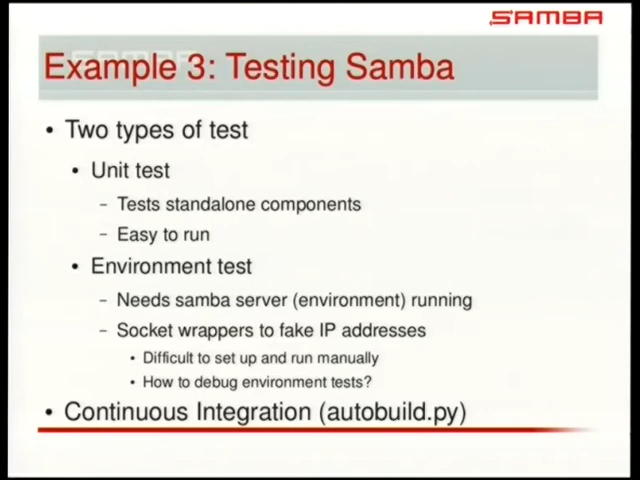 SAMBA
Example 3: Testing Samba
• Two types of test
• Unit test
– Tests standalone components
– Easy to run
• Environment test
– Needs samba server (environment) running
– Socket wrappers to fake IP addresses
• Difficult to set up and run manually
• How to debug environment tests?
• Continuous Integration (autobuild.py)